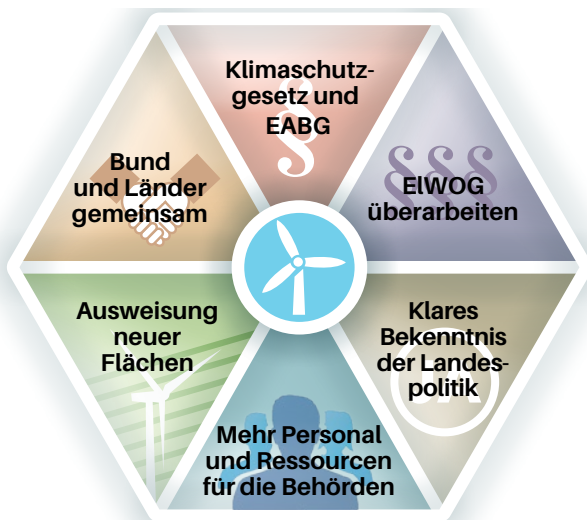 Klimaschutz-
gesetz und
EABG
§
Bund
und Länder
gemeinsam
§§§
ElWOG
überarbeiten
Ausweisung
neuer
Flächen
Klares
Bekenntnis
der Landes-
politik
JA
Mehr Personal
und Ressourcen
für die Behörden